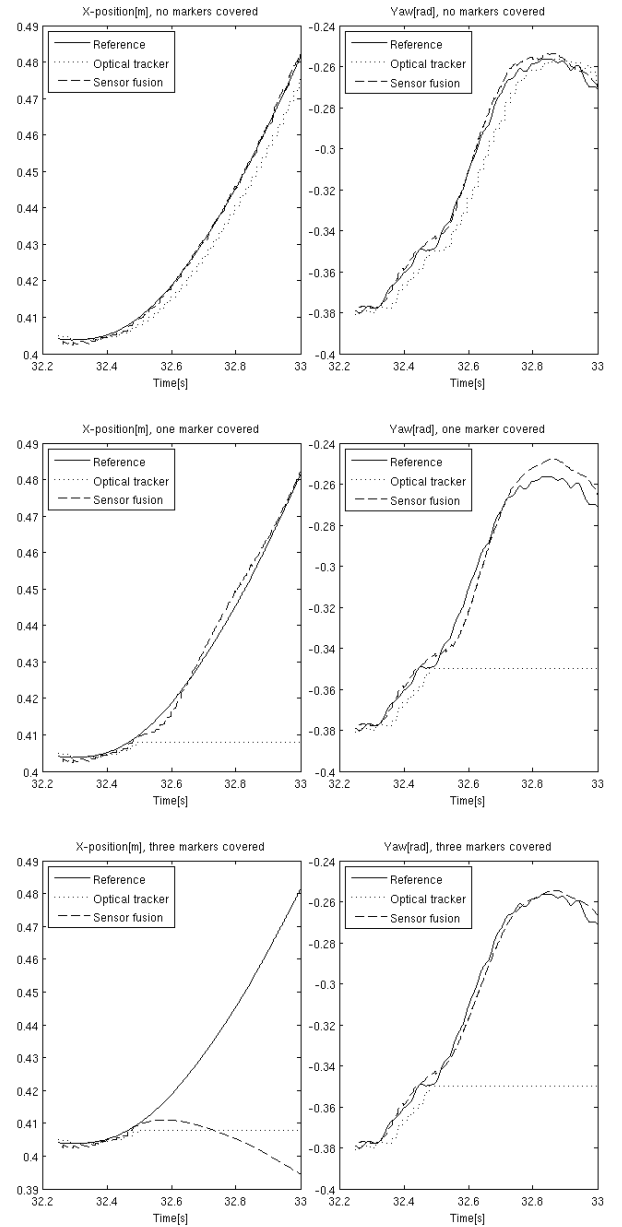 X-position[m], no markers covered
Yaw[rad], no markers covered
0.49
0.48
0.47
0.46
0.45
0.44
0.43
0.42
0.41
0.4
Reference
Optical tracker
Sensor fusion
32.2
32.4
32.6
32.8
33
Time[s]
-0.24
-0.26
-0.28
-0.3
-0.32
-0.34
-0.36
-0.38
-0.4
Reference
Optical tracker
Sensor fusion
32.2
32.4
32.6
32.8
33
Time[s]
X-position[m], one marker covered
Yaw[rad], one marker covered
0.49
0.48
0.47
0.46
0.45
0.44
0.43
0.42
0.41
0.4
Reference
Optical tracker
Sensor fusion
32.2
32.4
32.6
32.8
33
Time[s]
-0.24
-0.26
-0.28
-0.3
-0.32
-0.34
-0.36
-0.38
-0.4
Reference
Optical tracker
Sensor fusion
32.2
32.4
32.6
32.8
33
Time[s]
X-position[m], three markers covered
Yaw[rad], three markers covered
0.49
0.48
0.47
0.46
0.45
0.44
0.43
0.42
0.41
0.4
0.39
Reference
Optical tracker
Sensor fusion
32.2
32.4
32.6
32.8
33
Time[s]
-0.24
-0.26
-0.28
-0.3
-0.32
-0.34
-0.36
-0.38
-0.4
Reference
Optical tracker
Sensor fusion
32.2
32.4
32.6
32.8
33
Time[s]